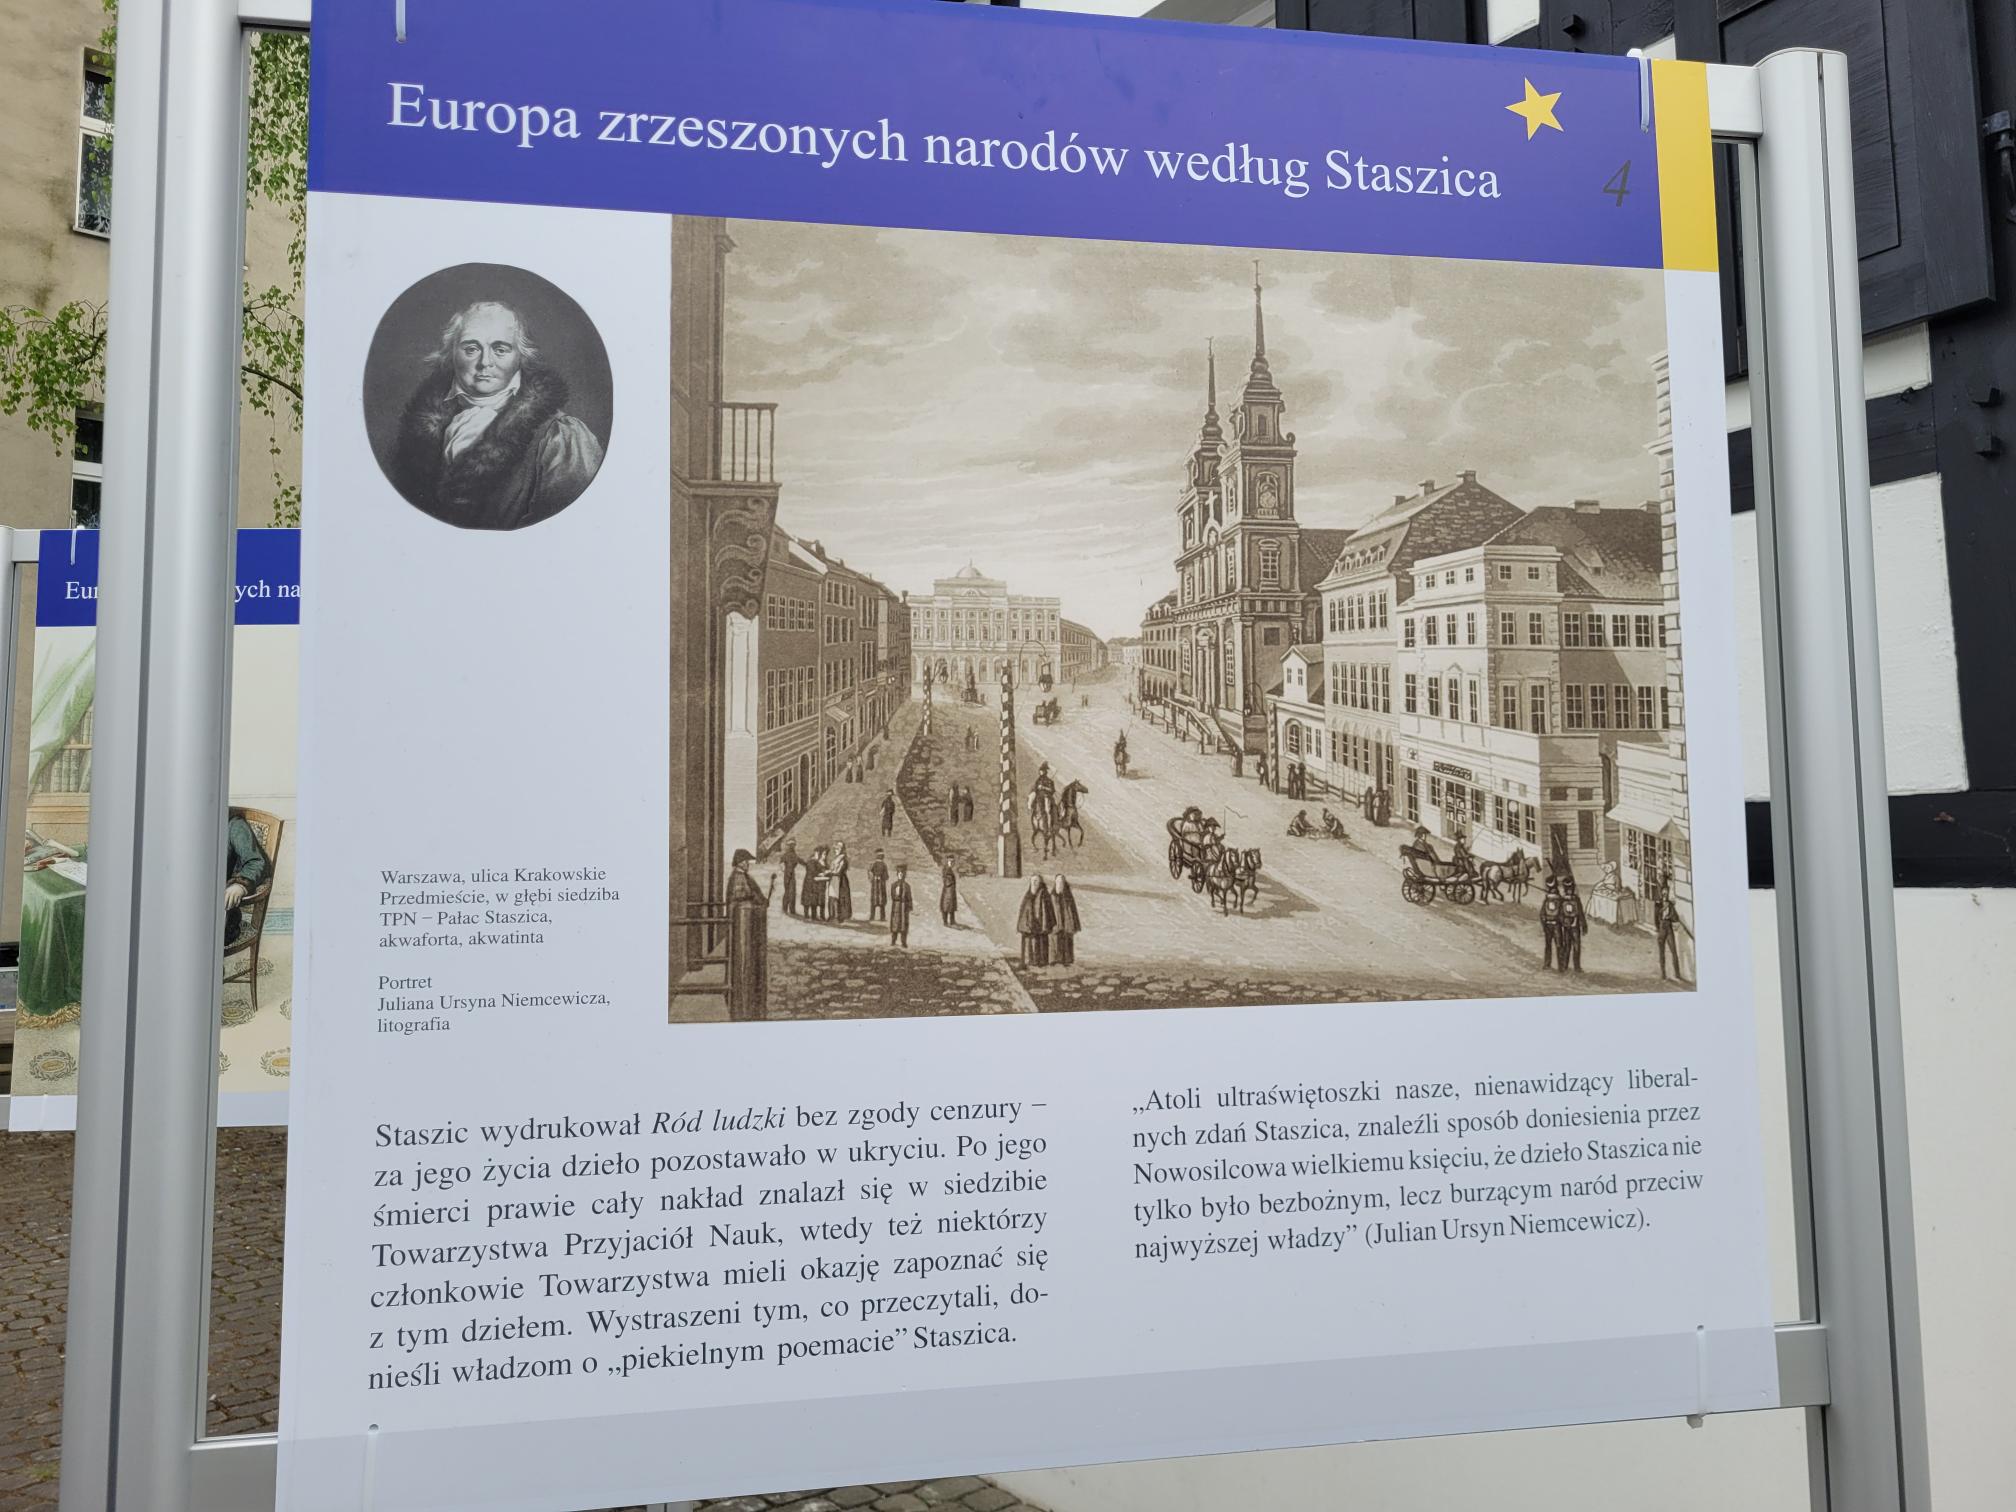 Europa zrzeszonych narodów według Staszica
4
Warszawa, ulica Krakowskie
Przedmieście, w głębi siedziba
TPN – Pałac Staszica,
akwaforta, akwatinta
Portret
Juliana Ursyna Niemcewicza,
litografia
Staszic wydrukował Ród ludzki bez zgody cenzury –
za jego życia dzieło pozostawało w ukryciu. Po jego
śmierci prawie cały nakład znalazł się w siedzibie
Towarzystwa Przyjaciół Nauk, wtedy też niektórzy
członkowie Towarzystwa mieli okazję zapoznać się
z tym dziełem. Wystraszeni tym, co przeczytali, do-
nieśli władzom o „piekielnym poemacie” Staszica.
„Atoli ultraświętoszki nasze, nienawidzący liberal-
nych zdań Staszica, znaleźli sposób doniesienia przez
Nowosilcowa wielkiemu księciu, że dzieło Staszica nie
tylko było bezbożnym, lecz burzącym naród przeciw
najwyższej władzy” (Julian Ursyn Niemcewicz).
Eur ych na